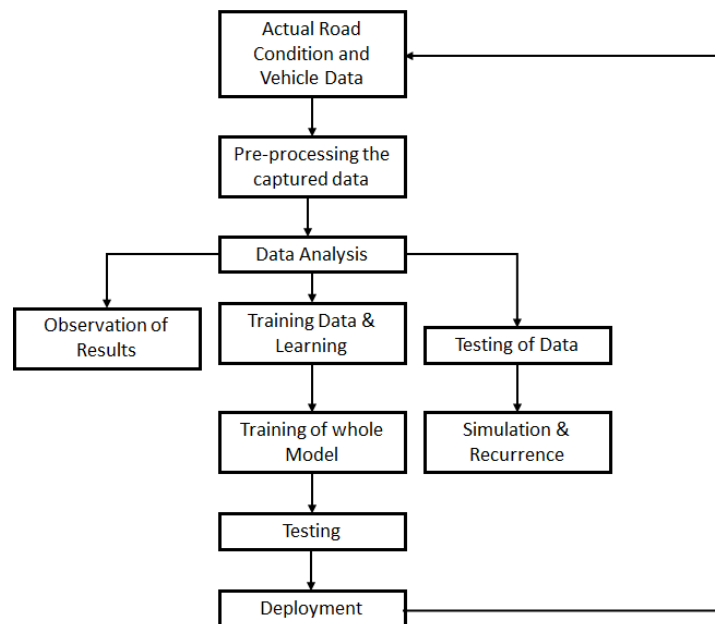 Actual Road
Condition and
Vehicle Data
Pre-processing the
captured data
Data Analysis
Observation of
Results
Training Data &
Learning
Testing of Data
Training of whole
Model
Simulation &
Recurrence
Testing
Deployment